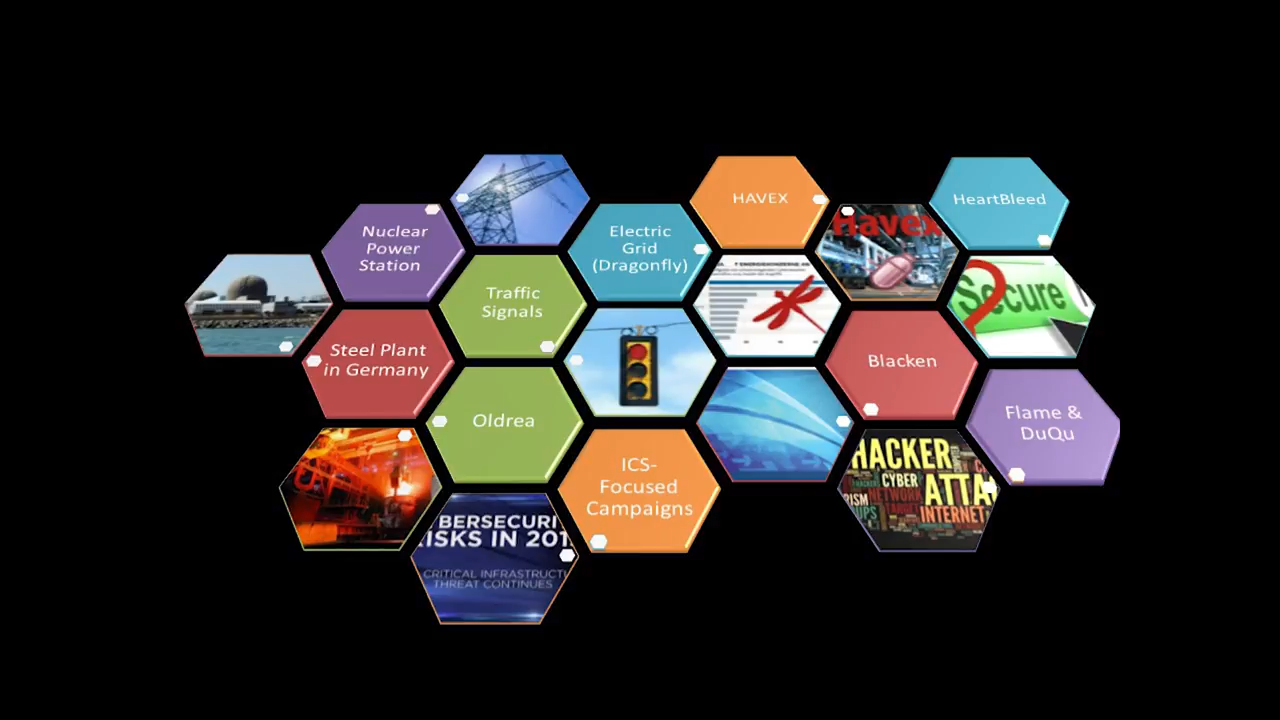 HAVEX
HeartBleed
Nuclear
Power
Station
Electric
Grid
(Dragonfly)
Havex
Traffic
Signals
Secure
Steel Plant
in Germany
Blacken
Oldrea
Flame &
DuQu
ICS-
Focused
Campaigns
HACKER
CYBER
NETWORK
ATTA
INTERNET
BERSECURI
ISKS IN 201
CRITICAL INFRASTRUCT
THREAT CONTINUES